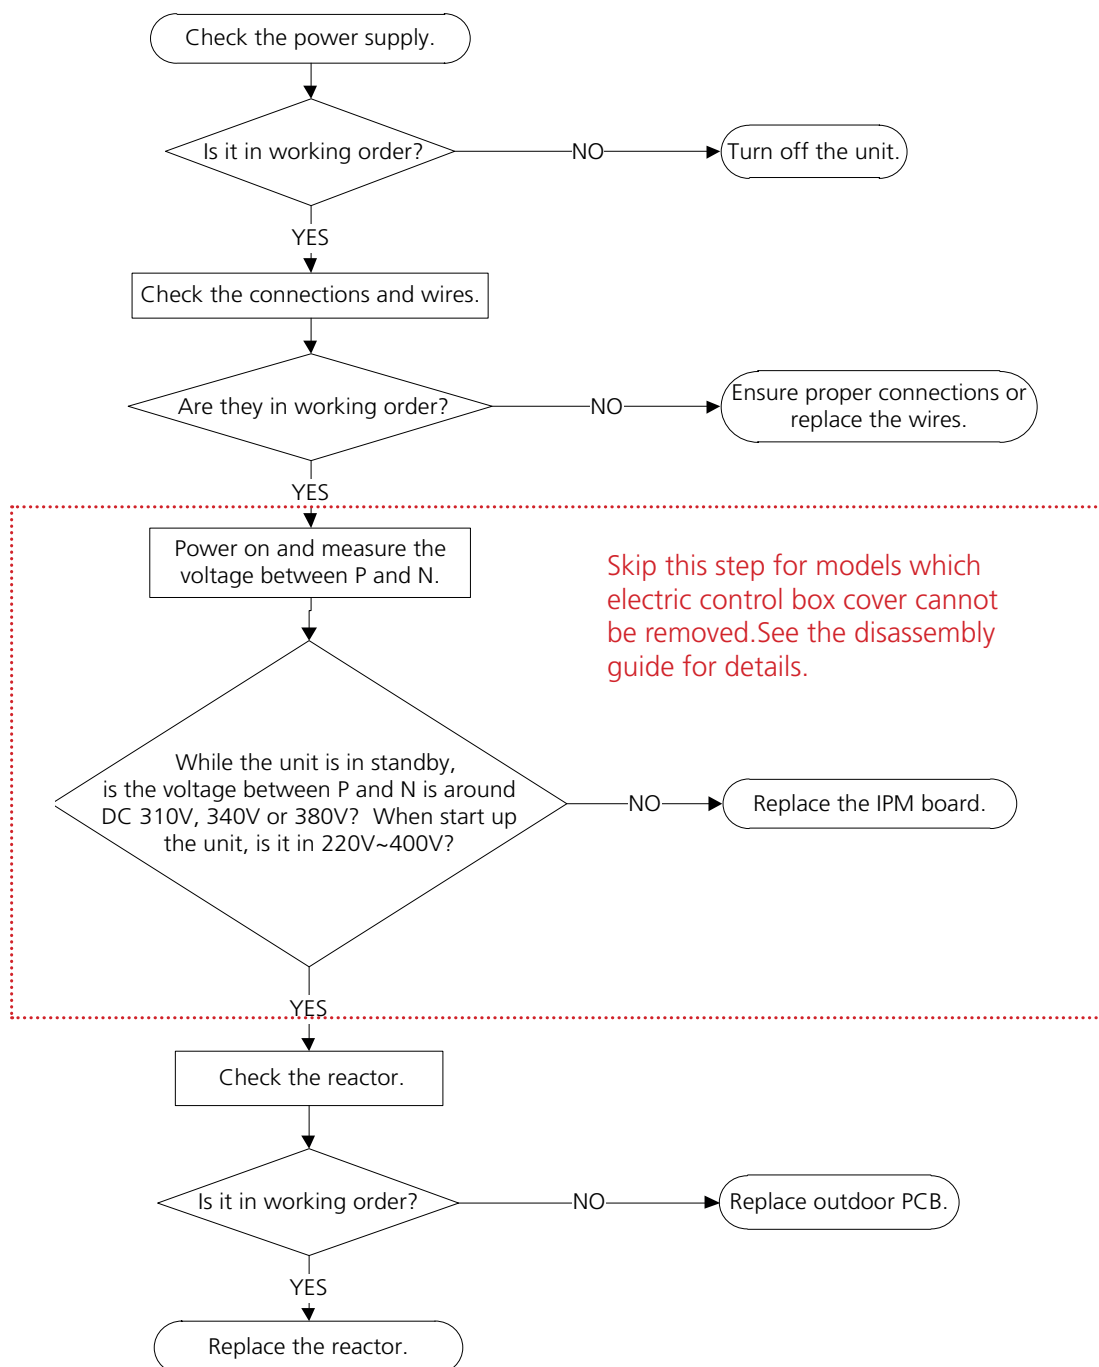 Check the power supply.
Is it in working order?
NO
Turn off the unit.
YES
Check the connections and wires.
Are they in working order?
NO
Ensure proper connections or
replace the wires.
YES
Power on and measure the
voltage between P and N.
Skip this step for models which
electric control box cover cannot
be removed.See the disassembly
guide for details.
While the unit is in standby,
is the voltage between P and N is around
DC 310V, 340V or 380V? When start up
the unit, is it in 220V~400V?
NO
Replace the IPM board.
YES
Check the reactor.
Is it in working order?
NO
Replace outdoor PCB.
YES
Replace the reactor.